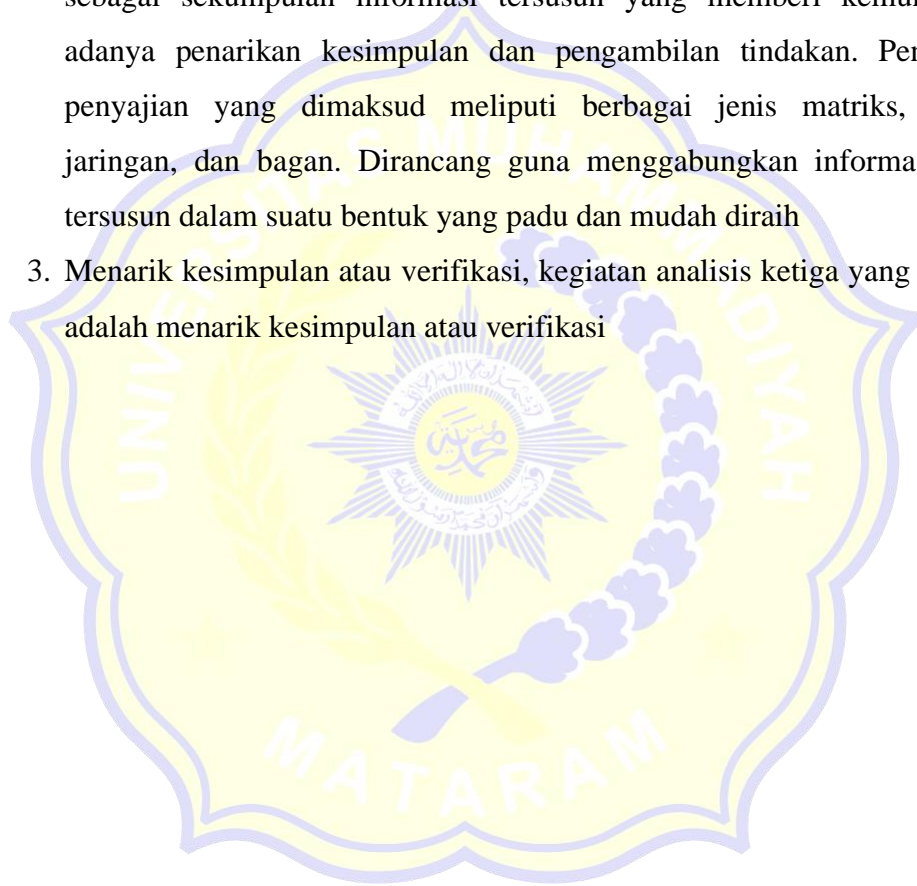 sebagai sekumpulan informasi tersusun yang memberi
adanya penarikan kesimpulan dan pengambilan tindakan.
penyajian yang dimaksud meliputi berbagai jenis matriks,
jaringan, dan bagan. Dirancang guna menggabungkan
tersusun dalam suatu bentuk yang padu dan mudah diraih
3. Menarik kesimpulan atau verifikasi, kegiatan analisis ketiga yang
adalah menarik kesimpulan atau verifikasi
UNIVERSITAS MUHAMMADIYAH
MATARAM